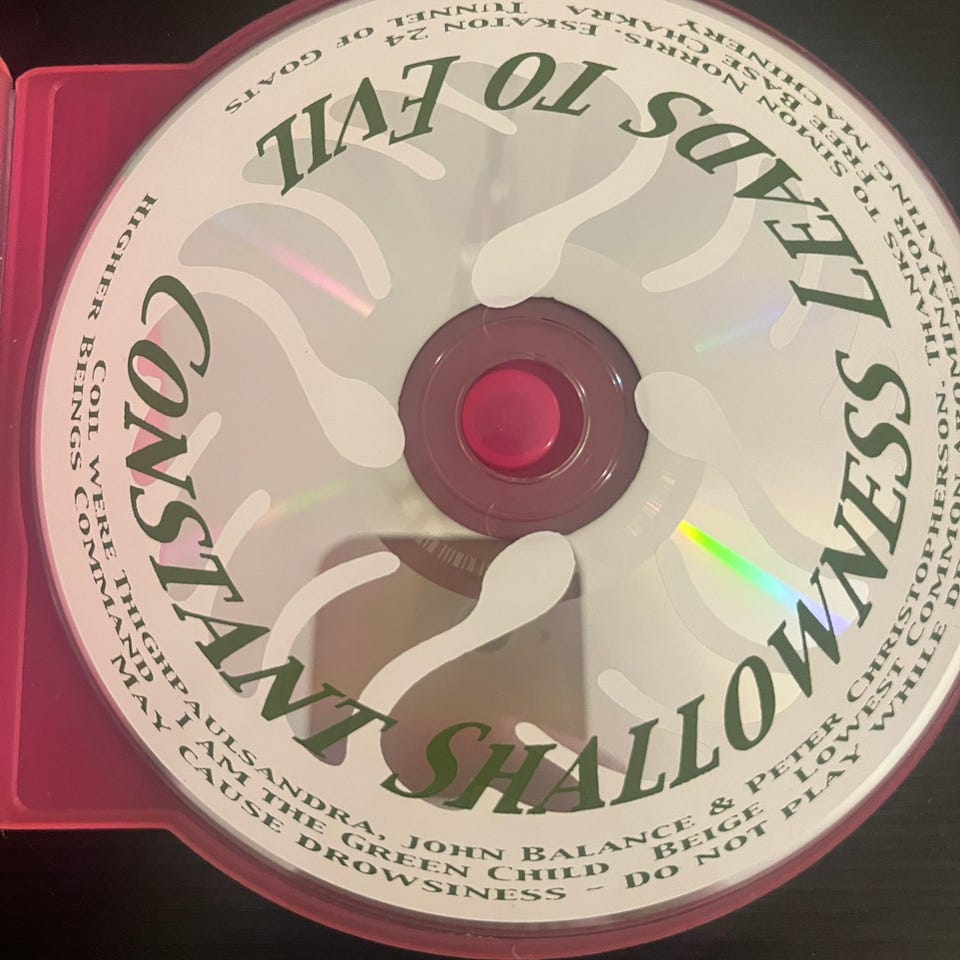 CONSTANT SHALLOWNESS LEADS TO EVIL
COIL WERE THIGHPAULSANDRA, JOHN BALANCE & PETER CHRISTOPHERSON. THANKS TO SIMON NORRIS. ESKATON 24
HIGHER BEINGS COMMAND I AM THE GREEN CHILD BEIGE LOWEST COMMON ABOMINATOR FREE BASE CHAKRA TUNNEL OF GOATS
MAY CAUSE DROWSINESS ~ DO NOT PLAY WHILE MACHINERY